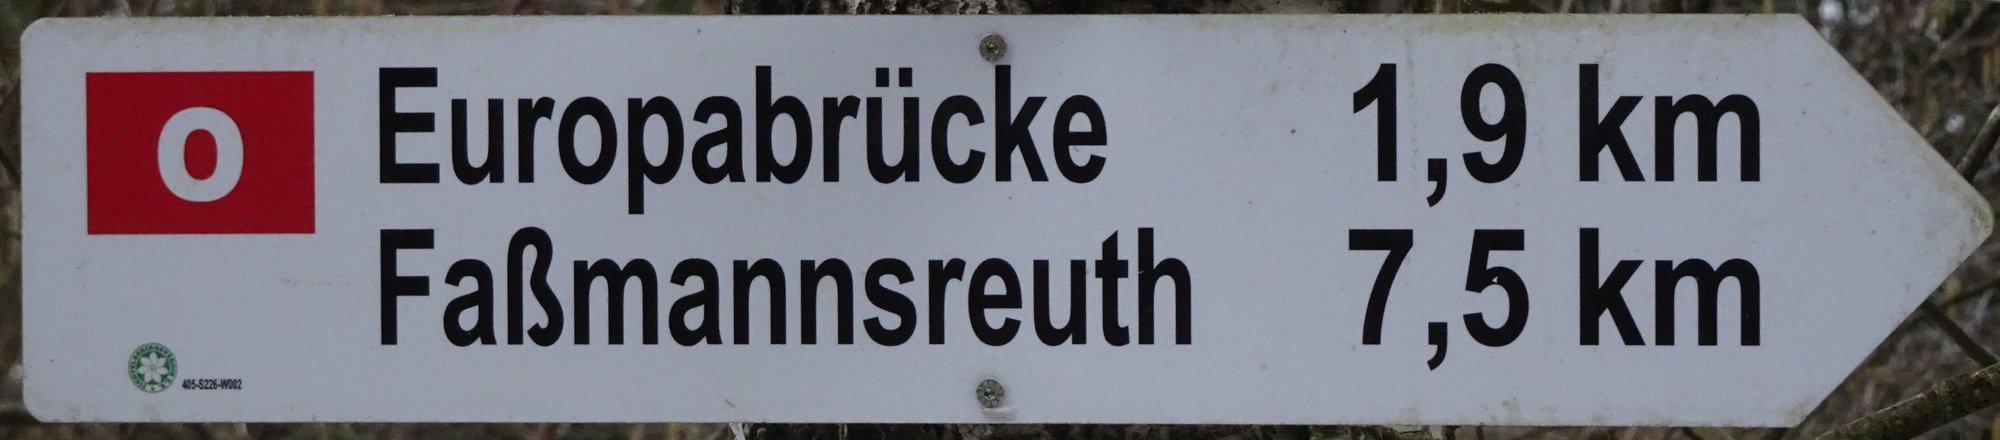 o
Europabrücke 1,9 km
Faßmannsreuth 7,5 km
405-S226-W002